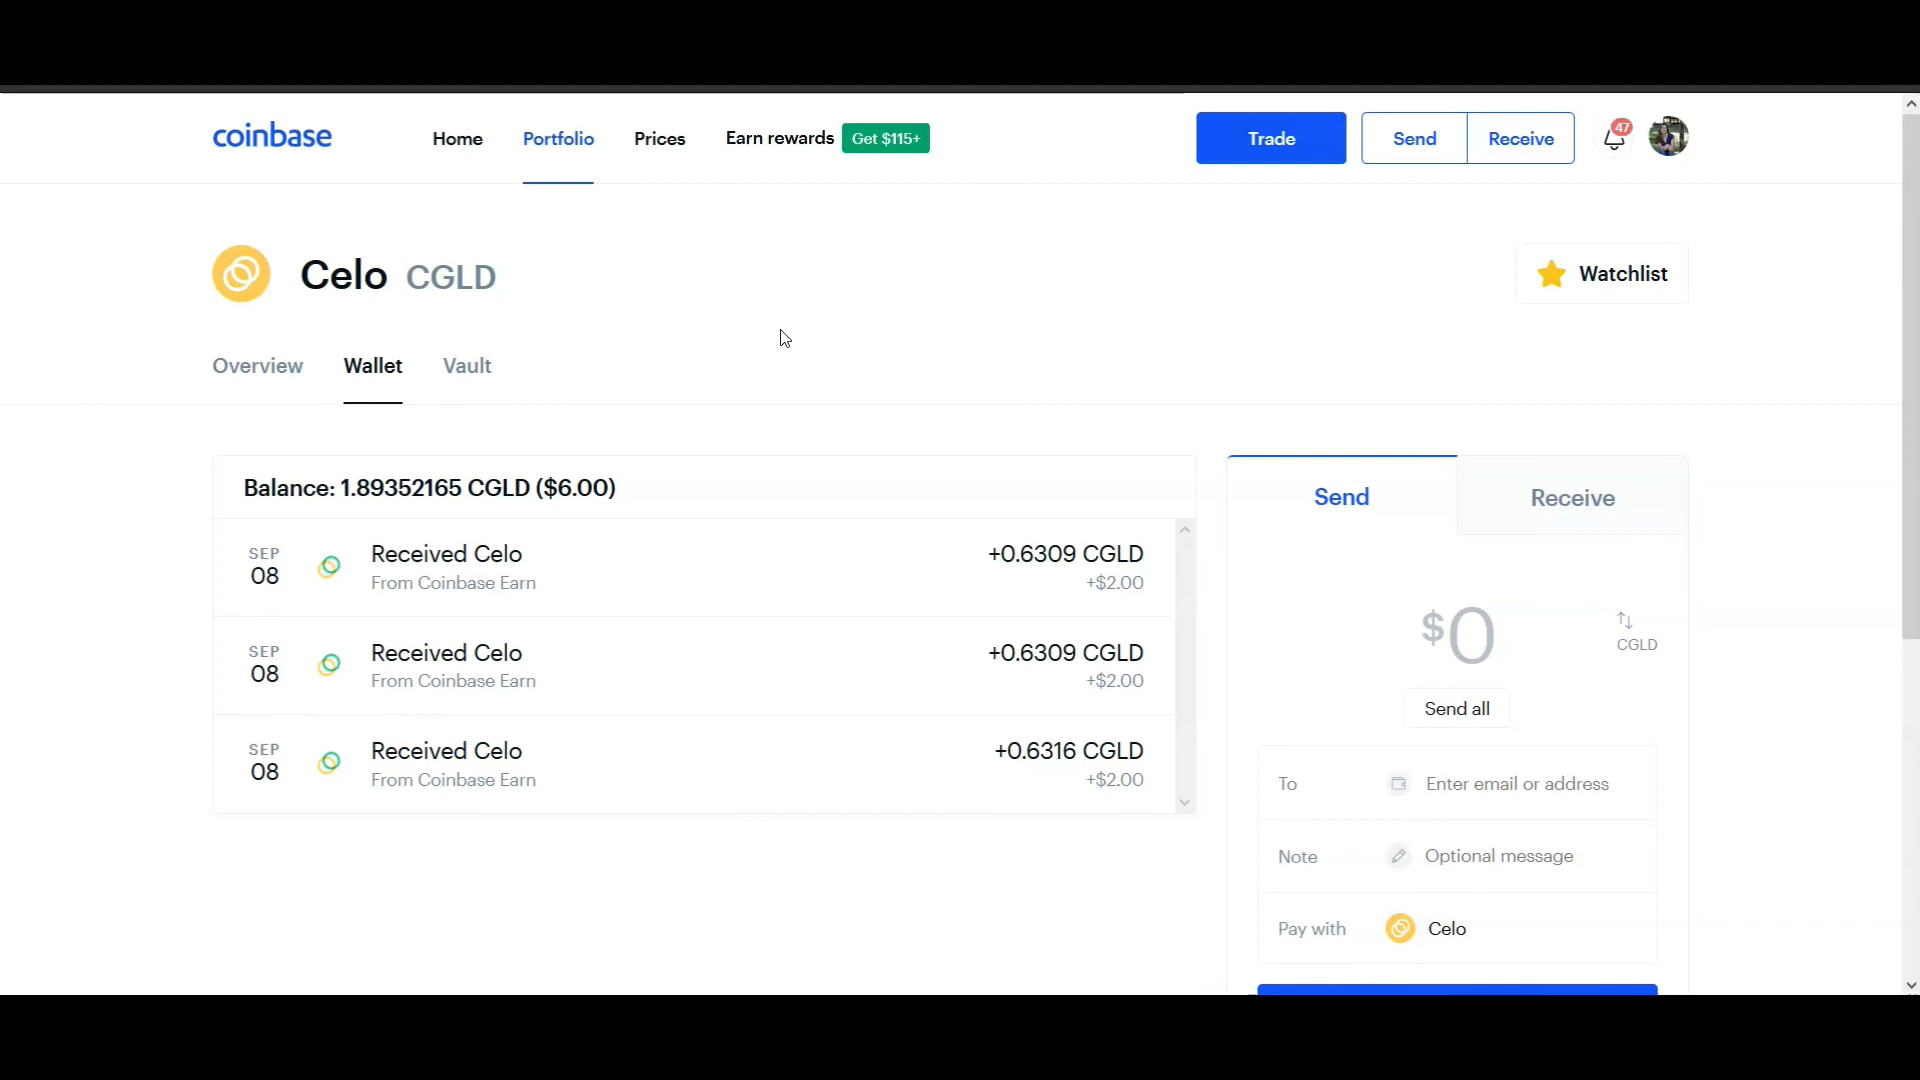 coinbase
Home
Portfolio
Prices
Earn rewards
Get $115+
Trade
Send
Receive
47
Celo CGLD
Watchlist
Overview
Wallet
Vault
Balance: 1.89352165 CGLD ($6.00)
SEP
08
Received Celo
From Coinbase Earn
+0.6309 CGLD
+$2.00
SEP
08
Received Celo
From Coinbase Earn
+0.6309 CGLD
+$2.00
SEP
08
Received Celo
From Coinbase Earn
+0.6316 CGLD
+$2.00
Send
Receive
$0
CGLD
Send all
To
Enter email or address
Note
Optional message
Pay with
Celo